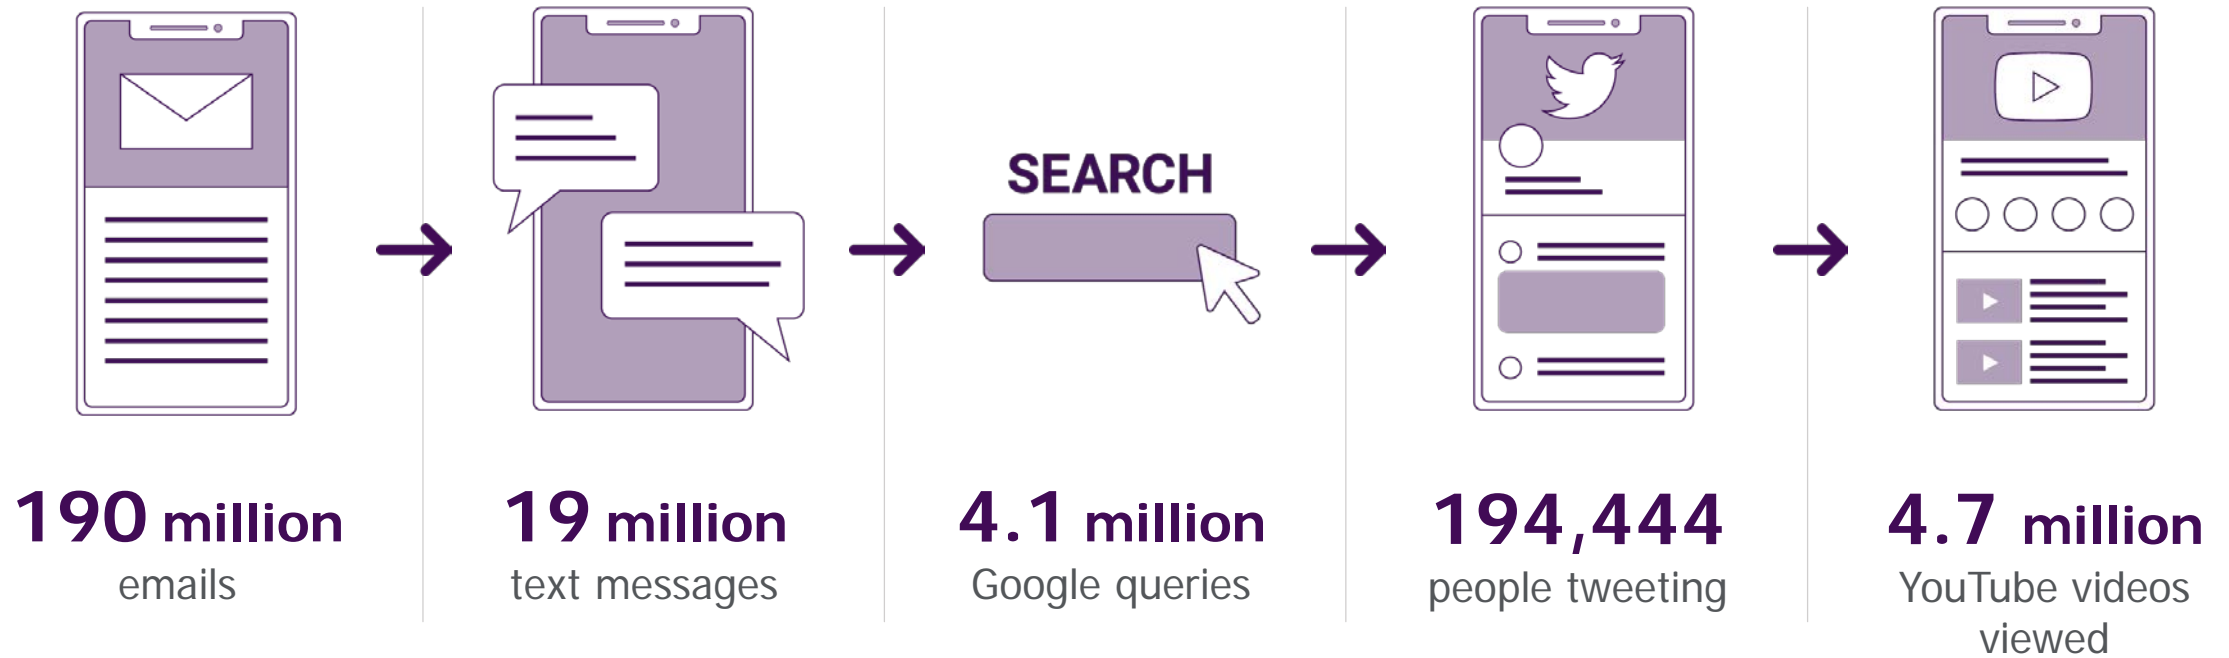 SEARCH
190 million
emails
19 million
text messages
4.1 million
Google queries
194,444
people tweeting
4.7 million
YouTube videos
viewed